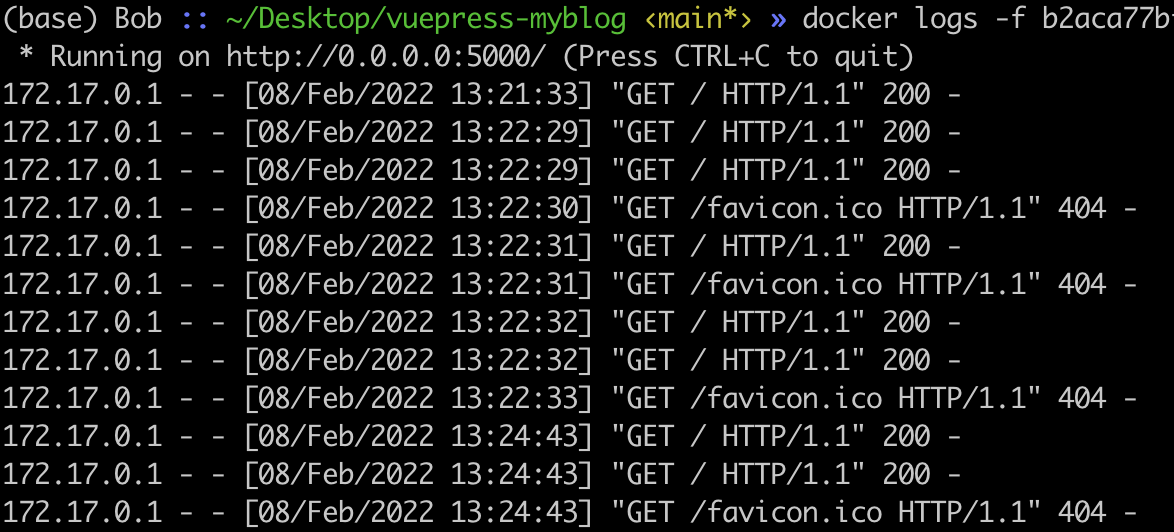 (base) Bob :: ~/Desktop/vuepress-myblog ‹main*› » docker logs -f b2aca77b
 * Running on http://0.0.0.0:5000/ (Press CTRL+C to quit)
172.17.0.1 - - [08/Feb/2022 13:21:33] "GET / HTTP/1.1" 200 -
172.17.0.1 - - [08/Feb/2022 13:22:29] "GET / HTTP/1.1" 200 -
172.17.0.1 - - [08/Feb/2022 13:22:29] "GET / HTTP/1.1" 200 -
172.17.0.1 - - [08/Feb/2022 13:22:30] "GET /favicon.ico HTTP/1.1" 404 -
172.17.0.1 - - [08/Feb/2022 13:22:31] "GET / HTTP/1.1" 200 -
172.17.0.1 - - [08/Feb/2022 13:22:31] "GET /favicon.ico HTTP/1.1" 404 -
172.17.0.1 - - [08/Feb/2022 13:22:32] "GET / HTTP/1.1" 200 -
172.17.0.1 - - [08/Feb/2022 13:22:32] "GET / HTTP/1.1" 200 -
172.17.0.1 - - [08/Feb/2022 13:22:33] "GET /favicon.ico HTTP/1.1" 404 -
172.17.0.1 - - [08/Feb/2022 13:24:43] "GET / HTTP/1.1" 200 -
172.17.0.1 - - [08/Feb/2022 13:24:43] "GET / HTTP/1.1" 200 -
172.17.0.1 - - [08/Feb/2022 13:24:43] "GET /favicon.ico HTTP/1.1" 404 -